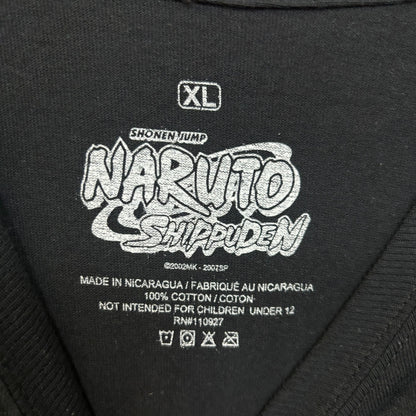 XL
SHONEN JUMP
NARUTO
SHIPPUDEN
©2002MK - 2007SP
MADE IN NICARAGUA / FABRIQUÉ AU NICARAGUA
100% COTTON / COTON
NOT INTENDED FOR CHILDREN UNDER 12
RN#110927